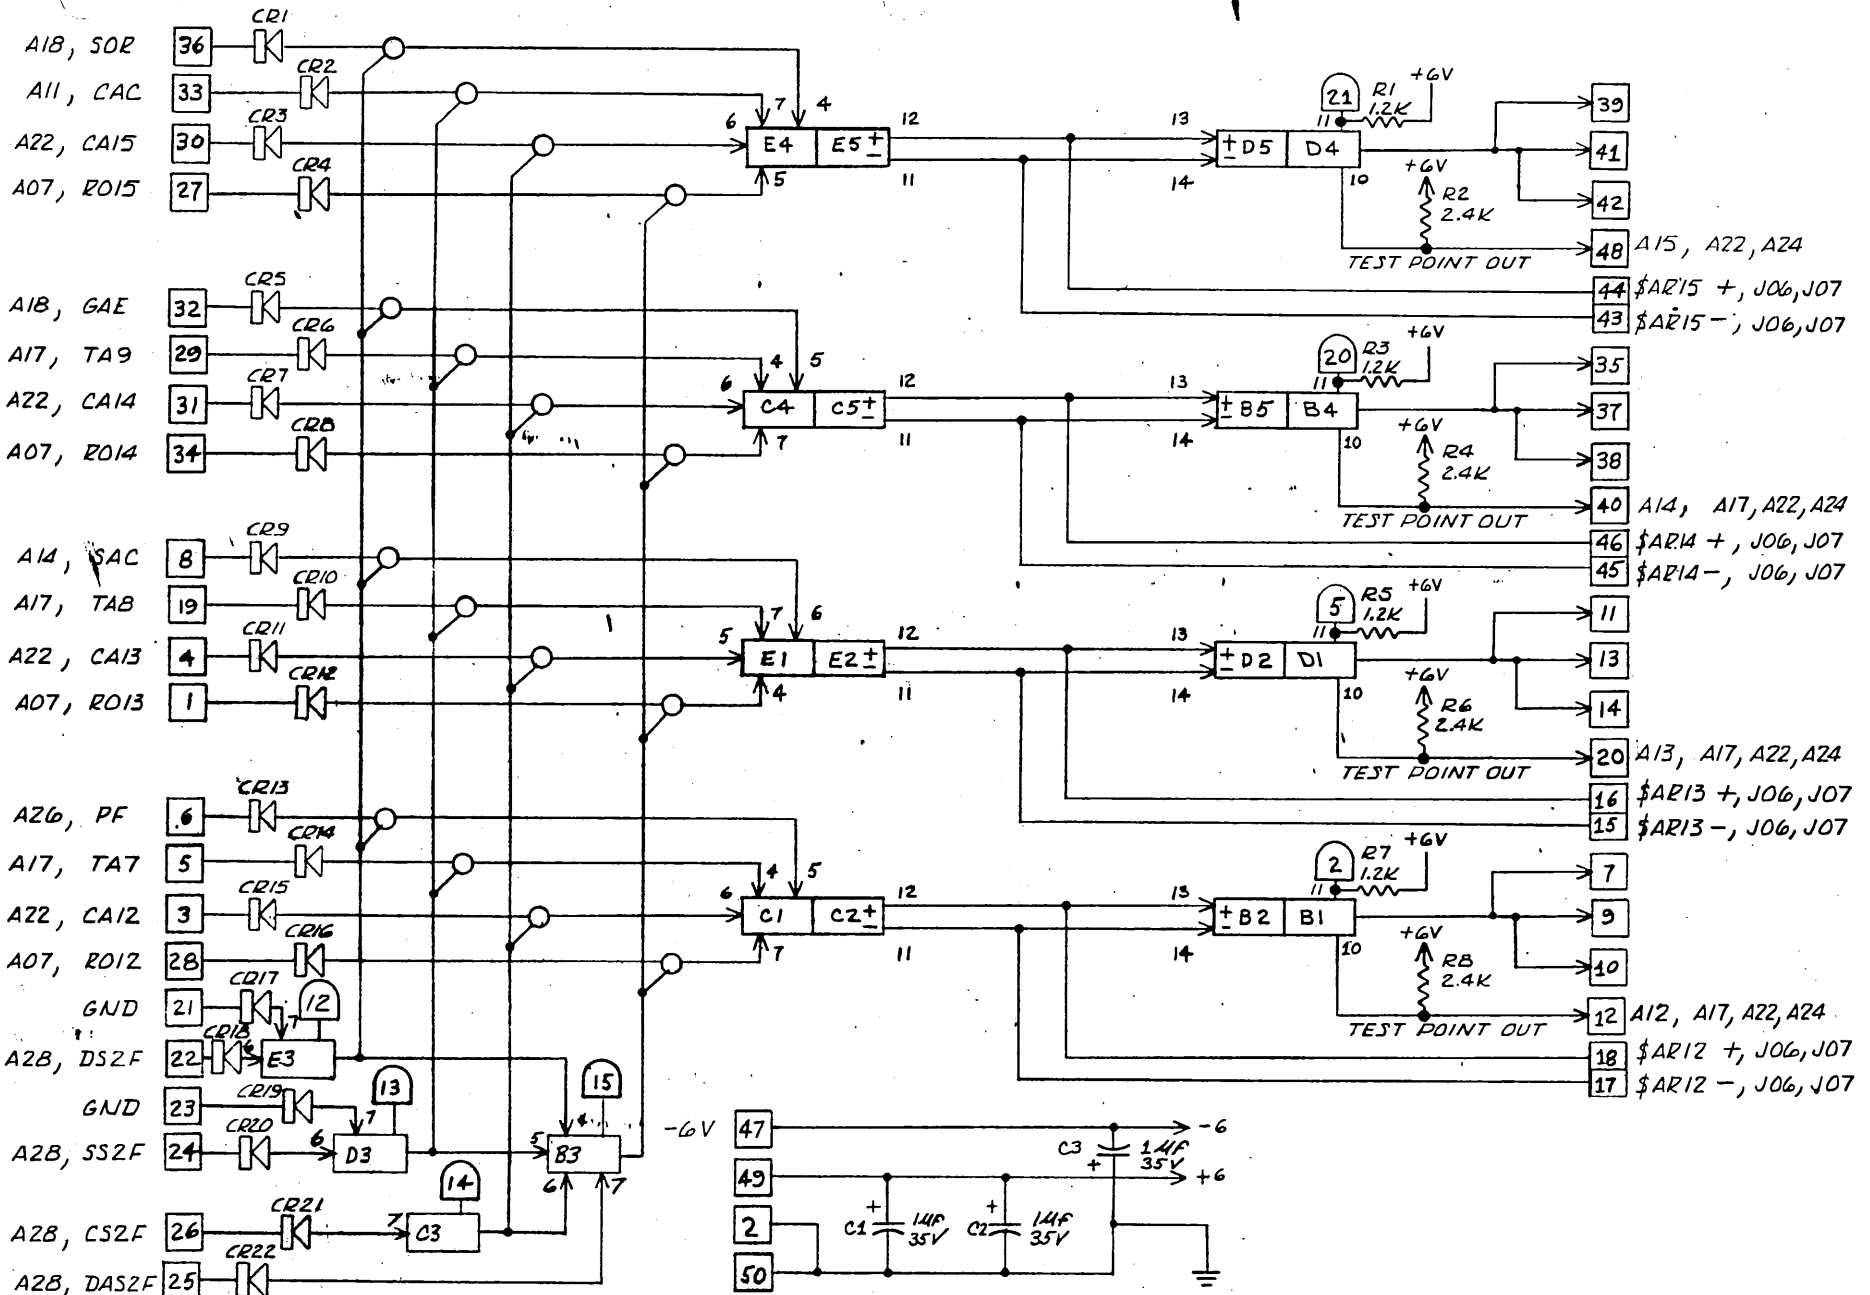 CR1
A18, SOR 36
CR2
A11, CAC 33
CR3
A22, CA15 30
CR4
A07, RO15 27
7 4
6 E4 E5 + -
5
12
11
13
14
+ - D5 D4
21
11
R1
1.2K
+6V
10
+6V
R2
2.4K
TEST POINT OUT
39
41
42
48 A15, A22, A24
44 $AR15 +, J06, J07
43 $AR15 -, J06, J07
CR5
A18, GAE 32
CR6
A17, TA9 29
CR7
A22, CA14 31
CR8
A07, RO14 34
4 5
6 C4 C5 + -
7
12
11
13
14
+ - B5 B4
20
11
R3
1.2K
+6V
10
+6V
R4
2.4K
TEST POINT OUT
35
37
38
40 A14, A17, A22, A24
46 $AR14 +, J06, J07
45 $AR14 -, J06, J07
CR9
A14, SAC 8
CR10
A17, TA8 19
CR11
A22, CA13 4
CR12
A07, RO13 1
7 6
5 E1 E2 + -
4
12
11
13
14
+ - D2 D1
5
11
R5
1.2K
+6V
10
+6V
R6
2.4K
TEST POINT OUT
11
13
14
20 A13, A17, A22, A24
16 $AR13 +, J06, J07
15 $AR13 -, J06, J07
CR13
A26, PF 6
CR14
A17, TA7 5
CR15
A22, CA12 3
CR16
A07, RO12 28
4 5
6 C1 C2 + -
7
12
11
13
14
+ - B2 B1
2
11
R7
1.2K
+6V
10
+6V
R8
2.4K
TEST POINT OUT
7
9
10
12 A12, A17, A22, A24
18 $AR12 +, J06, J07
17 $AR12 -, J06, J07
CR17
GND 21
7
12
CR18
A28, DS2F 22
6 E3
CR19
GND 23
7
13
CR20
A28, SS2F 24
6 D3
4
15
5 B3
6 7
14
CR21
A28, CS2F 26
7 C3
CR22
A28, DAS2F 25
-6V 47
-6
C3
+
1 µF
35V
49
+6
2
+
C1
1µF
35V
+
C2
1µF
35V
50